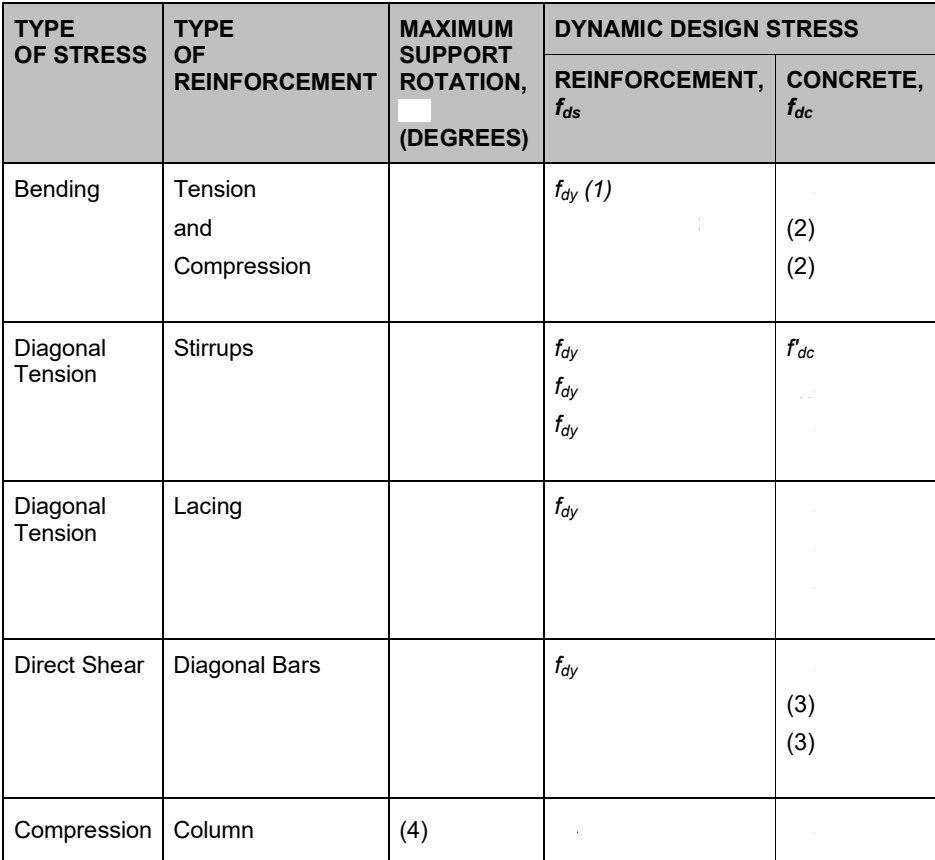 TYPE
OF STRESS
TYPE
OF
REINFORCEMENT
MAXIMUM
SUPPORT
ROTATION,
(DEGREES)
DYNAMIC DESIGN STRESS
REINFORCEMENT,
fds
CONCRETE,
fdc
Bending
Tension
and
Compression
fdy (1)
(2)
(2)
Diagonal
Tension
Stirrups
fdy
fdy
fdy
f'dc
Diagonal
Tension
Lacing
fdy
Direct Shear
Diagonal Bars
fdy
(3)
(3)
Compression
Column
(4)